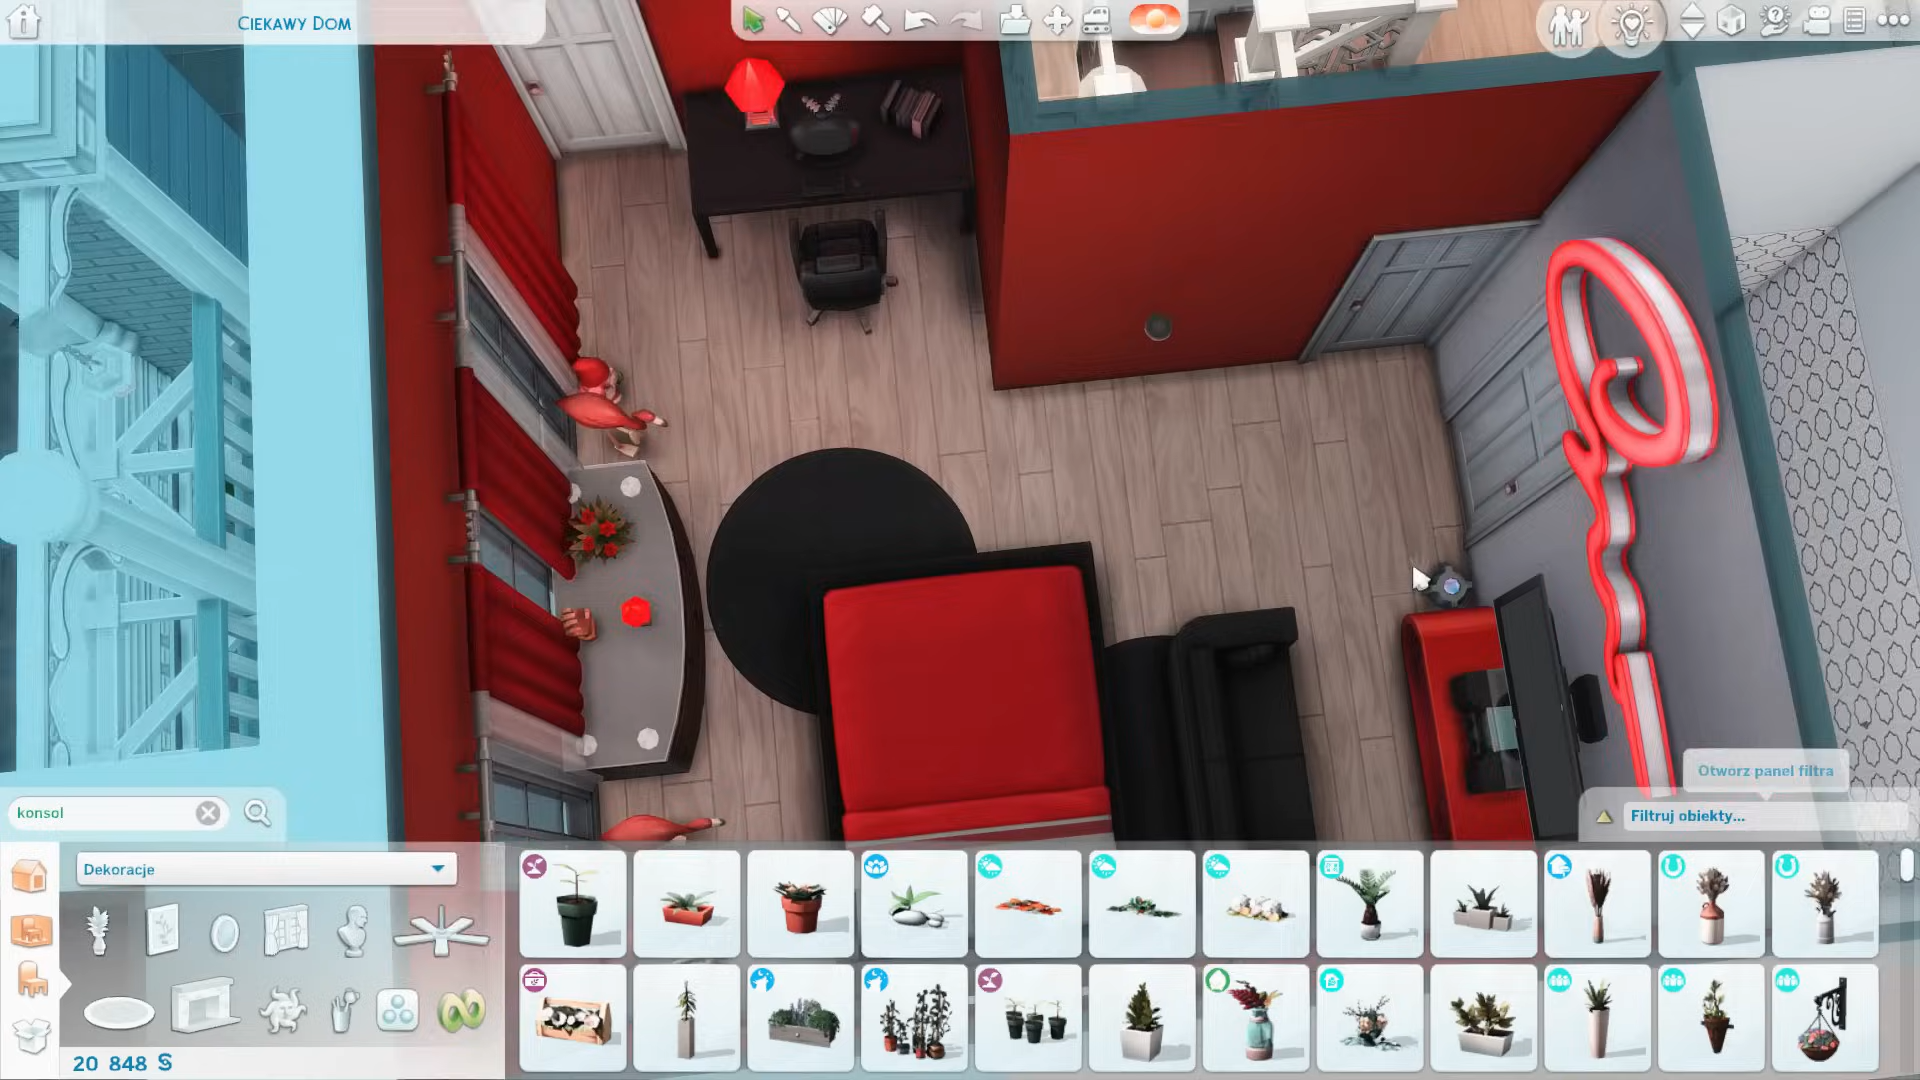 Ciekawy Dom
Otwórz panel filtra
konsol
Filtruj obiekty...
Dekoracje
20 848 §